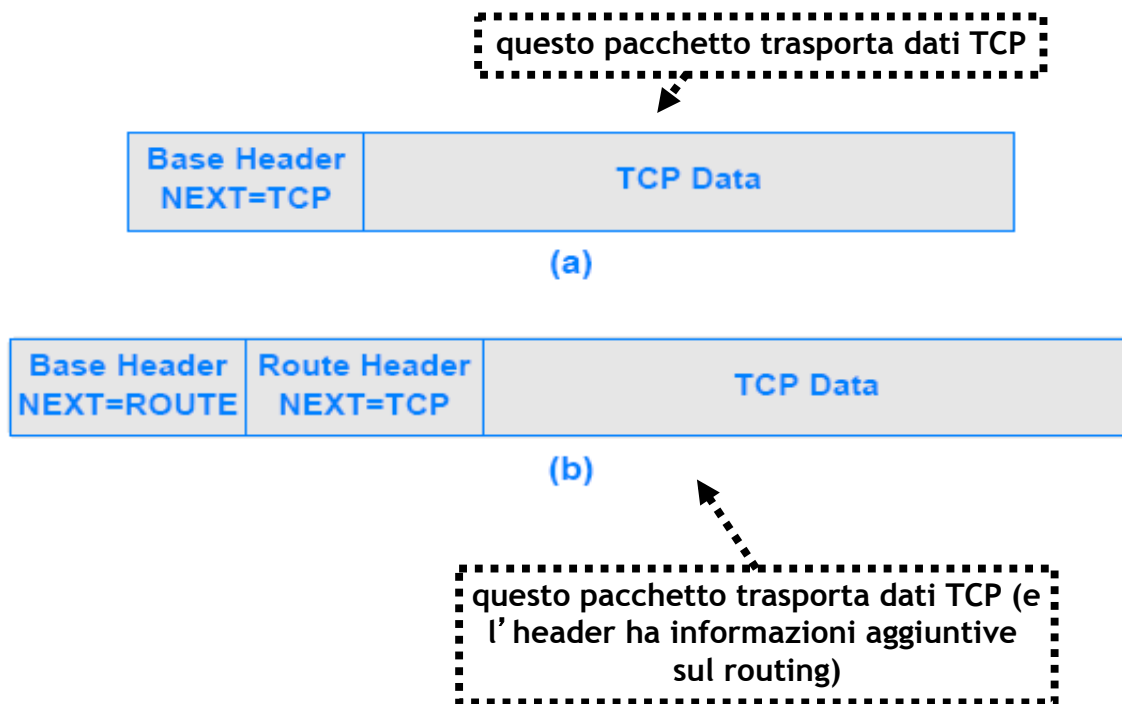 questo pacchetto trasporta dati TCP
Base Header
NEXT=TCP
TCP Data
(a)
Base Header
NEXT=ROUTE
Route Header
NEXT=TCP
TCP Data
(b)
questo pacchetto trasporta dati TCP (e
l’header ha informazioni aggiuntive
sul routing)